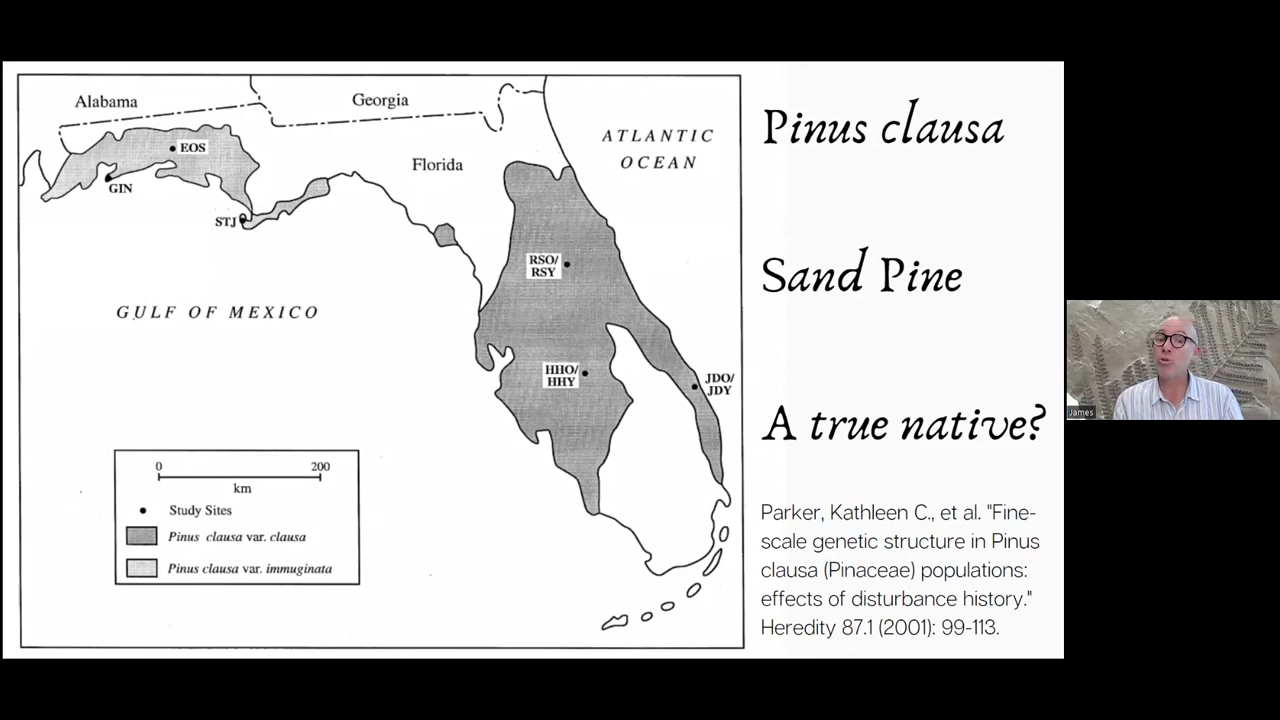 Alabama
Georgia
ATLANTIC
OCEAN
EOS
Florida
GIN
STJ
RSO/
RSY
GULF OF MEXICO
HHO/
HHY
JDO/
JDY
0 200
km
Study Sites
Pinus clausa var. clausa
Pinus clausa var. immuginata
Pinus clausa
Sand Pine
A true native?
Parker, Kathleen C., et al. "Fine-
scale genetic structure in Pinus
clausa (Pinaceae) populations:
effects of disturbance history."
Heredity 87.1 (2001): 99-113.
James